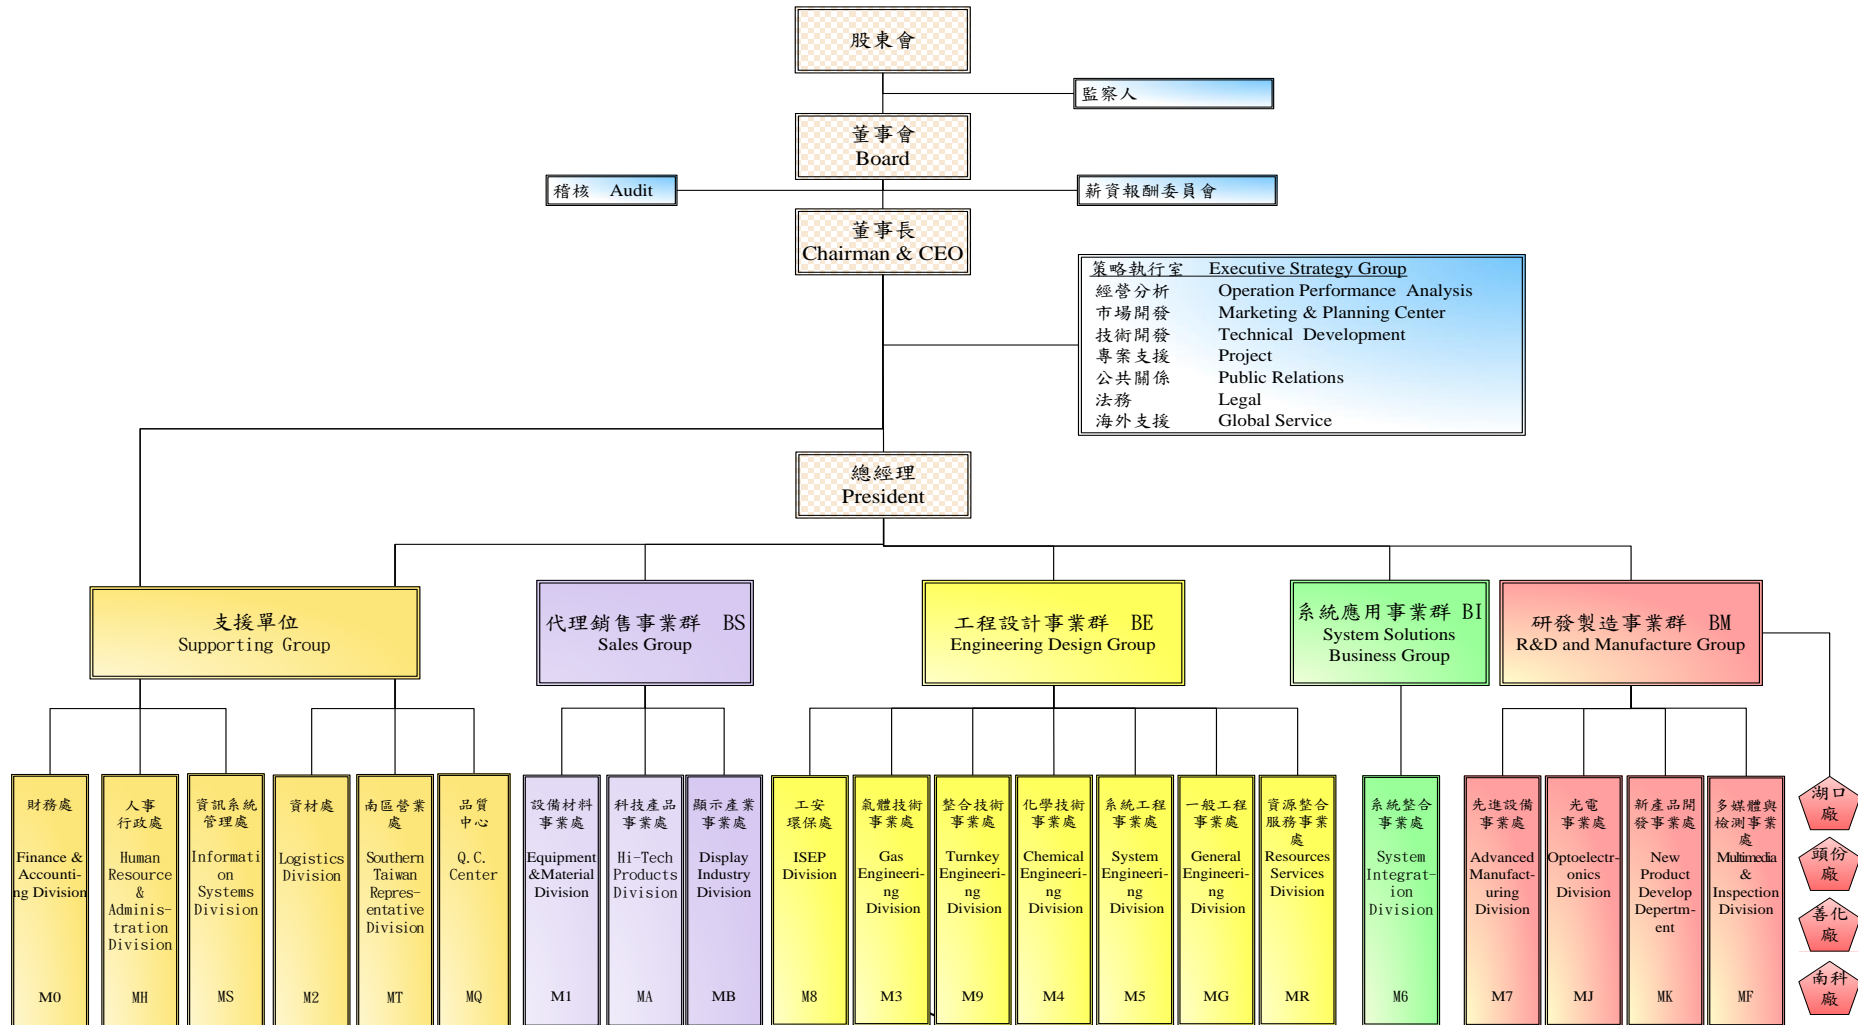 股東會
監察人
董事會
Board
稽核 Audit
薪資報酬委員會
董事長
Chairman & CEO
策略執行室 Executive Strategy Group
經營分析 Operation Performance Analysis
市場開發 Marketing & Planning Center
技術開發 Technical Development
專案支援 Project
公共關係 Public Relations
法務 Legal
海外支援 Global Service
總經理
President
支援單位
Supporting Group
代理銷售事業群 BS
Sales Group
工程設計事業群 BE
Engineering Design Group
系統應用事業群 BI
System Solutions
Business Group
研發製造事業群 BM
R&D and Manufacture Group
財務處
Finance &
Accounti-
ng Division
M0
人事
行政處
Human
Resource
&
Adminis-
tration
Division
MH
資訊系統
管理處
Informati
on
Systems
Division
MS
資材處
Logistics
Division
M2
南區營業
處
Southern
Taiwan
Repres-
entative
Division
MT
品質
中心
Q.C.
Center
MQ
設備材料
事業處
Equipment
&Material
Division
M1
科技產品
事業處
Hi-Tech
Products
Division
MA
顯示產業
事業處
Display
Industry
Division
MB
工安
環保處
ISEP
Division
M8
氣體技術
事業處
Gas
Engineeri-
ng
Division
M3
整合技術
事業處
Turnkey
Engineeri-
ng
Division
M9
化學技術
事業處
Chemical
Engineeri-
ng
Division
M4
系統工程
事業處
System
Engineeri-
ng
Division
M5
一般工程
事業處
General
Engineeri-
ng
Division
MG
資源整合
服務事業
處
Resources
Services
Division
MR
系統整合
事業處
System
Integrat-
ion
Division
M6
先進設備
事業處
Advanced
Manufact-
uring
Division
M7
光電
事業處
Optoelectr-
onics
Division
MJ
新產品開
發事業處
New
Product
Develop
Depertm-
ent
MK
多媒體與
檢測事業
處
Multimedia
&
Inspection
Division
MF
湖口
廠
頭份
廠
善化
廠
南科
廠